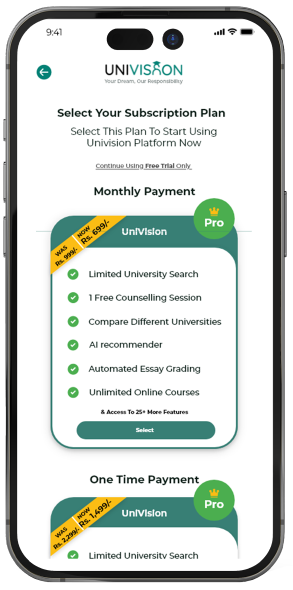 9:41
UNIVISION
Your Dream, Our Responsibility
Select Your Subscription Plan
Select This Plan To Start Using
Univision Platform Now
Continue Using Free Trial Only
Monthly Payment
WAS
Rs. 999/-
NOW
Rs. 699/-
UniVision
Pro
Limited University Search
1 Free Counselling Session
Compare Different Universities
AI recommender
Automated Essay Grading
Unlimited Online Courses
& Access To 25+ More Features
Select
One Time Payment
WAS
Rs. 2,299/-
NOW
Rs. 1,499/-
UniVision
Pro
Limited University Search